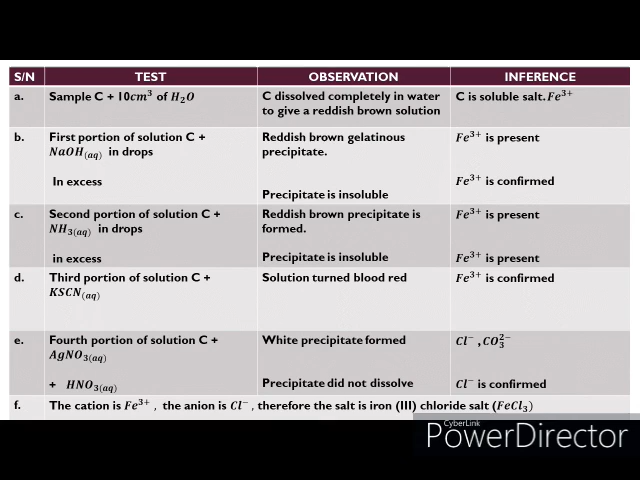 S/N TEST OBSERVATION INFERENCE
a. Sample C + 10cm³ of H₂O C dissolved completely in water C is soluble salt.Fe³⁺
to give a reddish brown solution
b. First portion of solution C + Reddish brown gelatinous Fe³⁺ is present
NaOH(aq) in drops precipitate.
In excess Fe³⁺ is confirmed
Precipitate is insoluble
c. Second portion of solution C + Reddish brown precipitate is Fe³⁺ is present
NH₃(aq) in drops formed.
in excess Precipitate is insoluble Fe³⁺ is present
d. Third portion of solution C + Solution turned blood red Fe³⁺ is confirmed
KSCN(aq)
e. Fourth portion of solution C + White precipitate formed Cl⁻ ,CO₃²⁻
AgNO₃(aq)
+ HNO₃(aq) Precipitate did not dissolve Cl⁻ is confirmed
f. The cation is Fe³⁺ , the anion is Cl⁻ , therefore the salt is iron (III) chloride salt (FeCl₃)
CyberLink
PowerDirector